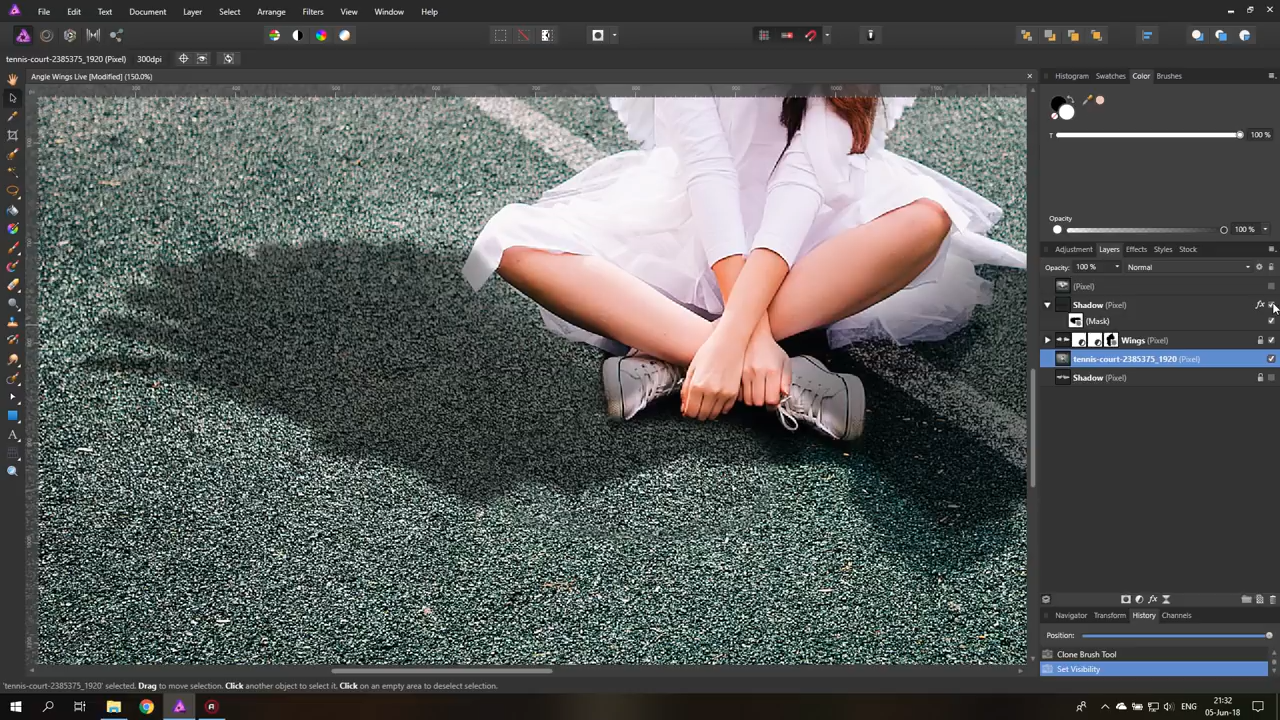 File Edit Text Document Layer Select Arrange Filters View Window Help
tennis-court-2385375_1920 (Pixel) 300dpi
Angie Wings Live [Modified] (150.0%)
Histogram Swatches Color Brushes
T 100 %
Opacity
100 %
Adjustment Layers Effects Styles Stock
Opacity: 100 % Normal
(Pixel)
Shadow (Pixel) fx
(Mask)
Wings (Pixel)
tennis-court-2385375_1920 (Pixel)
Shadow (Pixel)
Navigator Transform History Channels
Position:
Clone Brush Tool
Set Visibility
'tennis-court-2385375_1920' selected. Drag to move selection. Click another object to select it. Click on an empty area to deselect selection.
21:32
05-Jun-18